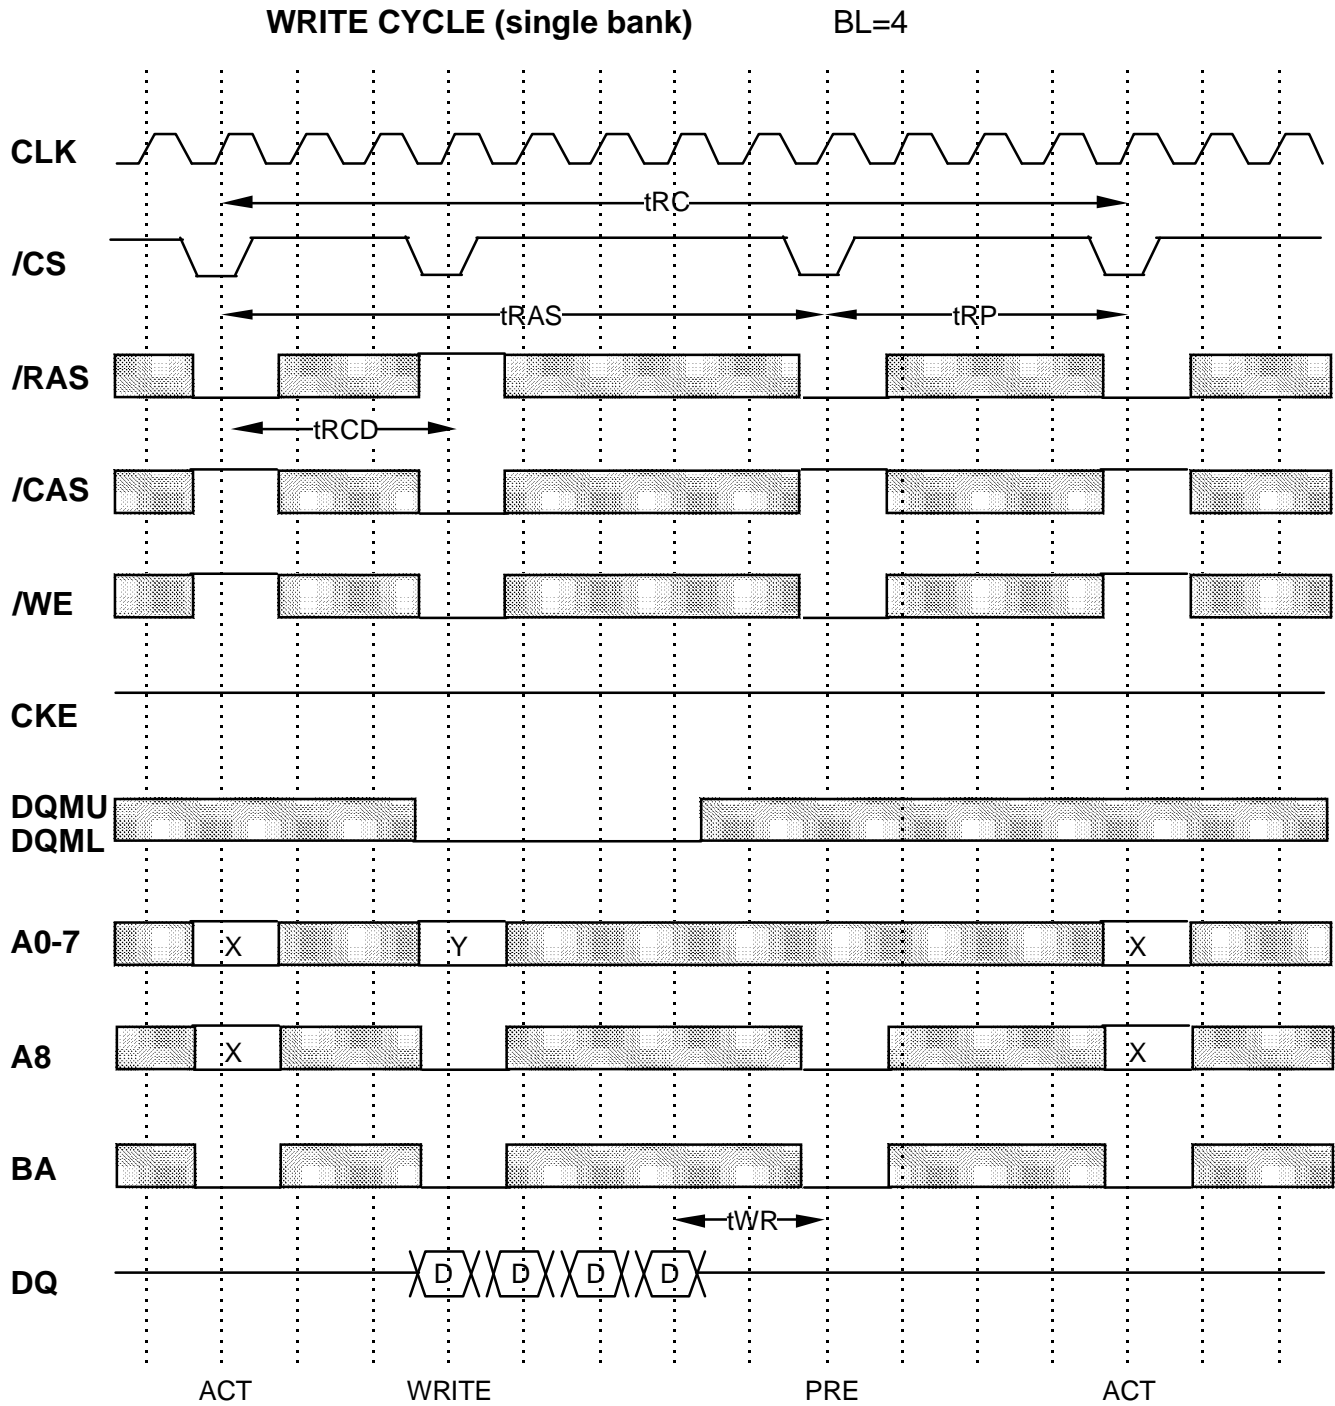 WRITE CYCLE (single bank) BL=4
CLK
tRC
/CS
tRAS tRP
/RAS
tRCD
/CAS
/WE
CKE
DQMU
DQML
A0-7 X Y X
A8 X X
BA
tWR
DQ D D D D
ACT WRITE PRE ACT